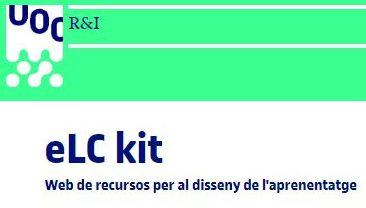 UOC
R&I
eLC kit
Web de recursos per al disseny de l'aprenentatge